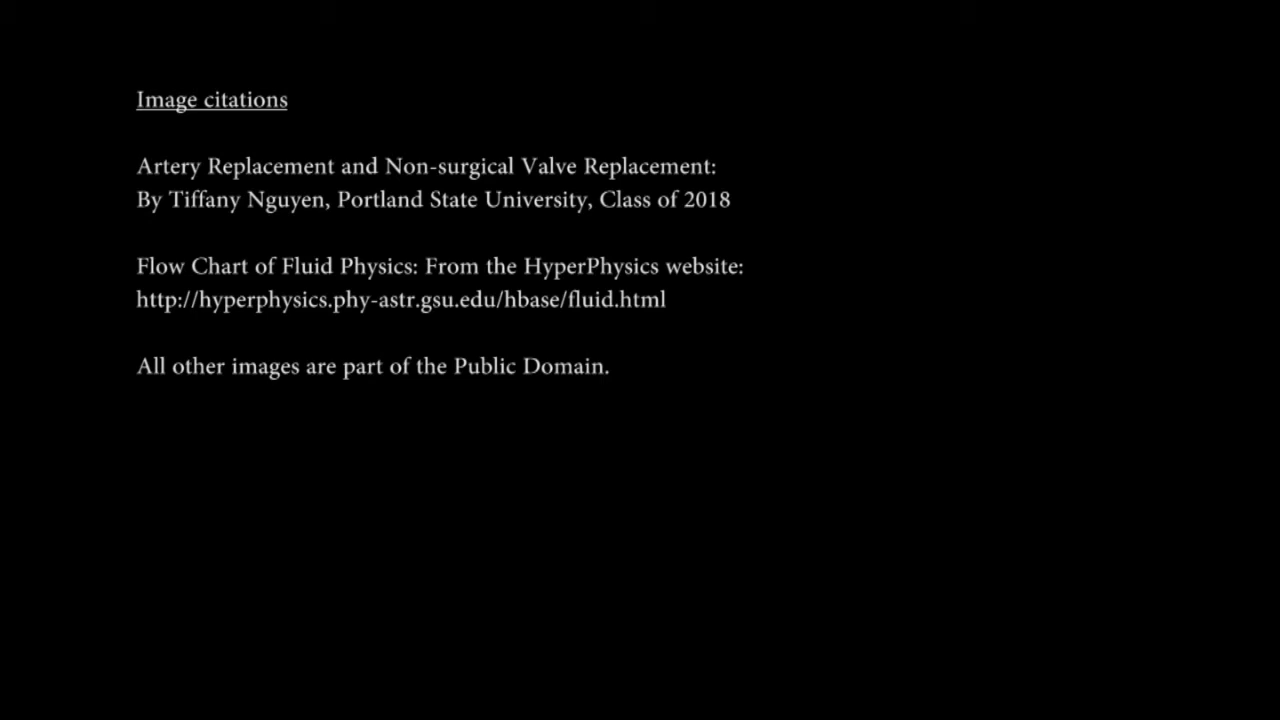 Image citations
Artery Replacement and Non-surgical Valve Replacement:
By Tiffany Nguyen, Portland State University, Class of 2018
Flow Chart of Fluid Physics: From the HyperPhysics website:
http://hyperphysics.phy-astr.gsu.edu/hbase/fluid.html
All other images are part of the Public Domain.